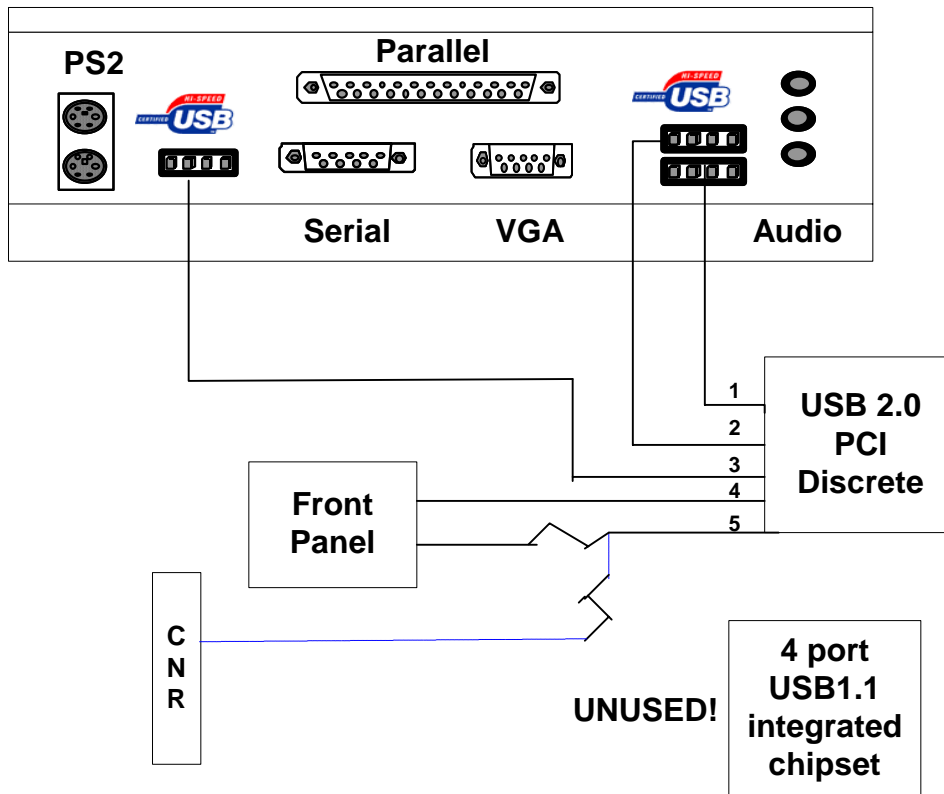 PS2
Parallel
HI-SPEED
CERTIFIED
USB
HI-SPEED
CERTIFIED
USB
Serial
VGA
Audio
1
2
3
4
5
USB 2.0
PCI
Discrete
Front
Panel
C
N
R
UNUSED!
4 port
USB1.1
integrated
chipset